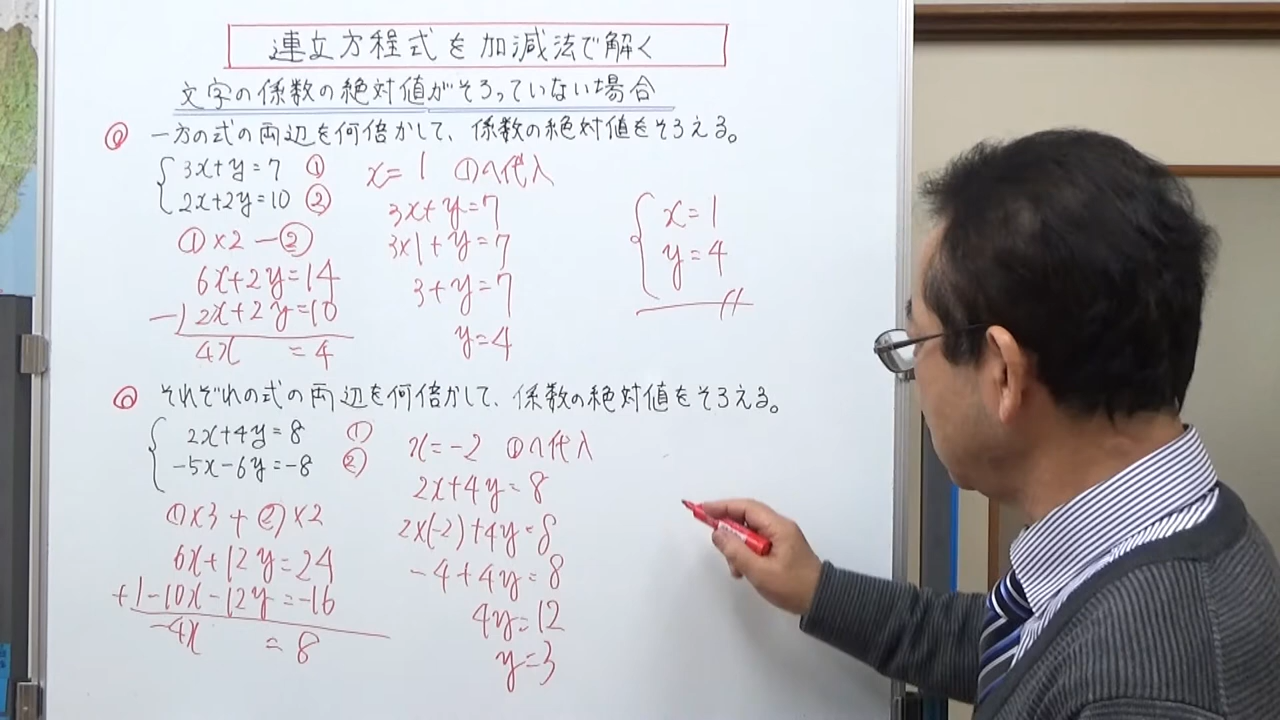 連立方程式を加減法で解く
文字の係数の絶対値がそろっていない場合
◎ 一方の式の両辺を何倍かして、係数の絶対値をそろえる。
3x+y=7 ①
2x+2y=10 ②
①×2-②
6x+2y=14
-) 2x+2y=10
4x =4
x=1 ①へ代入
3x+y=7
3×1+y=7
3+y=7
y=4
x=1
y=4
◎ それぞれの式の両辺を何倍かして、係数の絶対値をそろえる。
2x+4y=8 ①
-5x-6y=-8 ②
①×3+②×2
6x+12y=24
+) -10x-12y=-16
-4x =8
x=-2 ①へ代入
2x+4y=8
2×(-2)+4y=8
-4+4y=8
4y=12
y=3